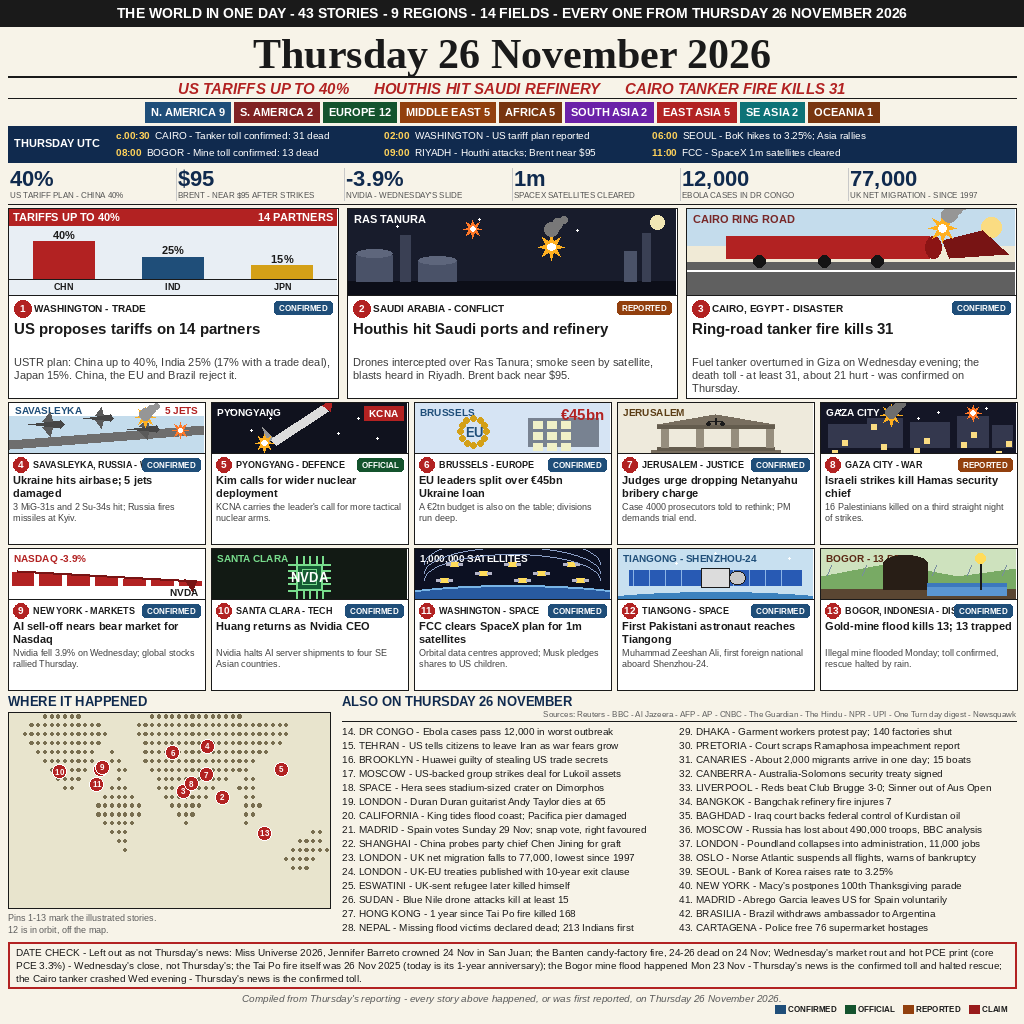 THE WORLD IN ONE DAY - 43 STORIES - 9 REGIONS - 14 FIELDS - EVERY ONE FROM THURSDAY 26 NOVEMBER 2026
Thursday 26 November 2026
US TARIFFS UP TO 40% HOUTHIS HIT SAUDI REFINERY CAIRO TANKER FIRE KILLS 31
N. AMERICA 9 S. AMERICA 2 EUROPE 12 MIDDLE EAST 5 AFRICA 5 SOUTH ASIA 2 EAST ASIA 5 SE ASIA 2 OCEANIA 1
THURSDAY UTC
c.00:30 CAIRO - Tanker toll confirmed: 31 dead
02:00 WASHINGTON - US tariff plan reported
06:00 SEOUL - BoK hikes to 3.25%; Asia rallies
08:00 BOGOR - Mine toll confirmed: 13 dead
09:00 RIYADH - Houthi attacks; Brent near $95
11:00 FCC - SpaceX 1m satellites cleared
40%
US TARIFF PLAN - CHINA 40%
$95
BRENT - NEAR $95 AFTER STRIKES
-3.9%
NVIDIA - WEDNESDAY'S SLIDE
1m
SPACEX SATELLITES CLEARED
12,000
EBOLA CASES IN DR CONGO
77,000
UK NET MIGRATION - SINCE 1997
TARIFFS UP TO 40% 14 PARTNERS
40%
25%
15%
CHN IND JPN
1 WASHINGTON - TRADE CONFIRMED
US proposes tariffs on 14 partners
USTR plan: China up to 40%, India 25% (17% with a trade deal),
Japan 15%. China, the EU and Brazil reject it.
RAS TANURA
2 SAUDI ARABIA - CONFLICT REPORTED
Houthis hit Saudi ports and refinery
Drones intercepted over Ras Tanura; smoke seen by satellite,
blasts heard in Riyadh. Brent back near $95.
CAIRO RING ROAD
3 CAIRO, EGYPT - DISASTER CONFIRMED
Ring-road tanker fire kills 31
Fuel tanker overturned in Giza on Wednesday evening; the
death toll - at least 31, about 21 hurt - was confirmed on
Thursday.
SAVASLEYKA 5 JETS
4 SAVASLEYKA, RUSSIA - CONFIRMED
Ukraine hits airbase; 5 jets
damaged
3 MiG-31s and 2 Su-34s hit; Russia fires
missiles at Kyiv.
PYONGYANG KCNA
5 PYONGYANG - DEFENCE OFFICIAL
Kim calls for wider nuclear
deployment
KCNA carries the leader's call for more tactical
nuclear arms.
BRUSSELS €45bn
EU
6 BRUSSELS - EUROPE CONFIRMED
EU leaders split over €45bn
Ukraine loan
A €2tn budget is also on the table; divisions
run deep.
JERUSALEM
7 JERUSALEM - JUSTICE CONFIRMED
Judges urge dropping Netanyahu
bribery charge
Case 4000 prosecutors told to rethink; PM
demands trial end.
GAZA CITY
8 GAZA CITY - WAR REPORTED
Israeli strikes kill Hamas security
chief
16 Palestinians killed on a third straight night
of strikes.
NASDAQ -3.9%
NVDA
9 NEW YORK - MARKETS CONFIRMED
AI sell-off nears bear market for
Nasdaq
Nvidia fell 3.9% on Wednesday; global stocks
rallied Thursday.
SANTA CLARA
NVDA
10 SANTA CLARA - TECH CONFIRMED
Huang returns as Nvidia CEO
Nvidia halts AI server shipments to four SE
Asian countries.
1,000,000 SATELLITES
11 WASHINGTON - SPACE CONFIRMED
FCC clears SpaceX plan for 1m
satellites
Orbital data centres approved; Musk pledges
shares to US children.
TIANGONG - SHENZHOU-24
12 TIANGONG - SPACE CONFIRMED
First Pakistani astronaut reaches
Tiangong
Muhammad Zeeshan Ali, first foreign national
aboard Shenzhou-24.
BOGOR - 13
13 BOGOR, INDONESIA - CONFIRMED
Gold-mine flood kills 13; 13 trapped
Illegal mine flooded Monday; toll confirmed,
rescue halted by rain.
WHERE IT HAPPENED
10 9 11 6 4 7 8 3 2 5 13
Pins 1-13 mark the illustrated stories.
12 is in orbit, off the map.
ALSO ON THURSDAY 26 NOVEMBER
Sources: Reuters - BBC - Al Jazeera - AFP - AP - CNBC - The Guardian - The Hindu - NPR - UPI - One Turn day digest - Newsquawk
14. DR CONGO - Ebola cases pass 12,000 in worst outbreak
15. TEHRAN - US tells citizens to leave Iran as war fears grow
16. BROOKLYN - Huawei guilty of stealing US trade secrets
17. MOSCOW - US-backed group strikes deal for Lukoil assets
18. SPACE - Hera sees stadium-sized crater on Dimorphos
19. LONDON - Duran Duran guitarist Andy Taylor dies at 65
20. CALIFORNIA - King tides flood coast; Pacifica pier damaged
21. MADRID - Spain votes Sunday 29 Nov; snap vote, right favoured
22. SHANGHAI - China probes party chief Chen Jining for graft
23. LONDON - UK net migration falls to 77,000, lowest since 1997
24. LONDON - UK-EU treaties published with 10-year exit clause
25. ESWATINI - UK-sent refugee later killed himself
26. SUDAN - Blue Nile drone attacks kill at least 15
27. HONG KONG - 1 year since Tai Po fire killed 168
28. NEPAL - Missing flood victims declared dead; 213 Indians first
29. DHAKA - Garment workers protest pay; 140 factories shut
30. PRETORIA - Court scraps Ramaphosa impeachment report
31. CANARIES - About 2,000 migrants arrive in one day; 15 boats
32. CANBERRA - Australia-Solomons security treaty signed
33. LIVERPOOL - Reds beat Club Brugge 3-0; Sinner out of Aus Open
34. BANGKOK - Bangchak refinery fire injures 7
35. BAGHDAD - Iraq court backs federal control of Kurdistan oil
36. MOSCOW - Russia has lost about 490,000 troops, BBC analysis
37. LONDON - Poundland collapses into administration, 11,000 jobs
38. OSLO - Norse Atlantic suspends all flights, warns of bankruptcy
39. SEOUL - Bank of Korea raises rate to 3.25%
40. NEW YORK - Macy's postpones 100th Thanksgiving parade
41. MADRID - Abrego Garcia leaves US for Spain voluntarily
42. BRASILIA - Brazil withdraws ambassador to Argentina
43. CARTAGENA - Police free 76 supermarket hostages
DATE CHECK - Left out as not Thursday's news: Miss Universe 2026, Jennifer Barreto crowned 24 Nov in San Juan; the Banten candy-factory fire, 24-26 dead on 24 Nov; Wednesday's market rout and hot PCE print (core
PCE 3.3%) - Wednesday's close, not Thursday's; the Tai Po fire itself was 26 Nov 2025 (today is its 1-year anniversary); the Bogor mine flood happened Mon 23 Nov - Thursday's news is the confirmed toll and halted rescue;
the Cairo tanker crashed Wed evening - Thursday's news is the confirmed toll.
Compiled from Thursday's reporting - every story above happened, or was first reported, on Thursday 26 November 2026.
CONFIRMED OFFICIAL REPORTED CLAIM